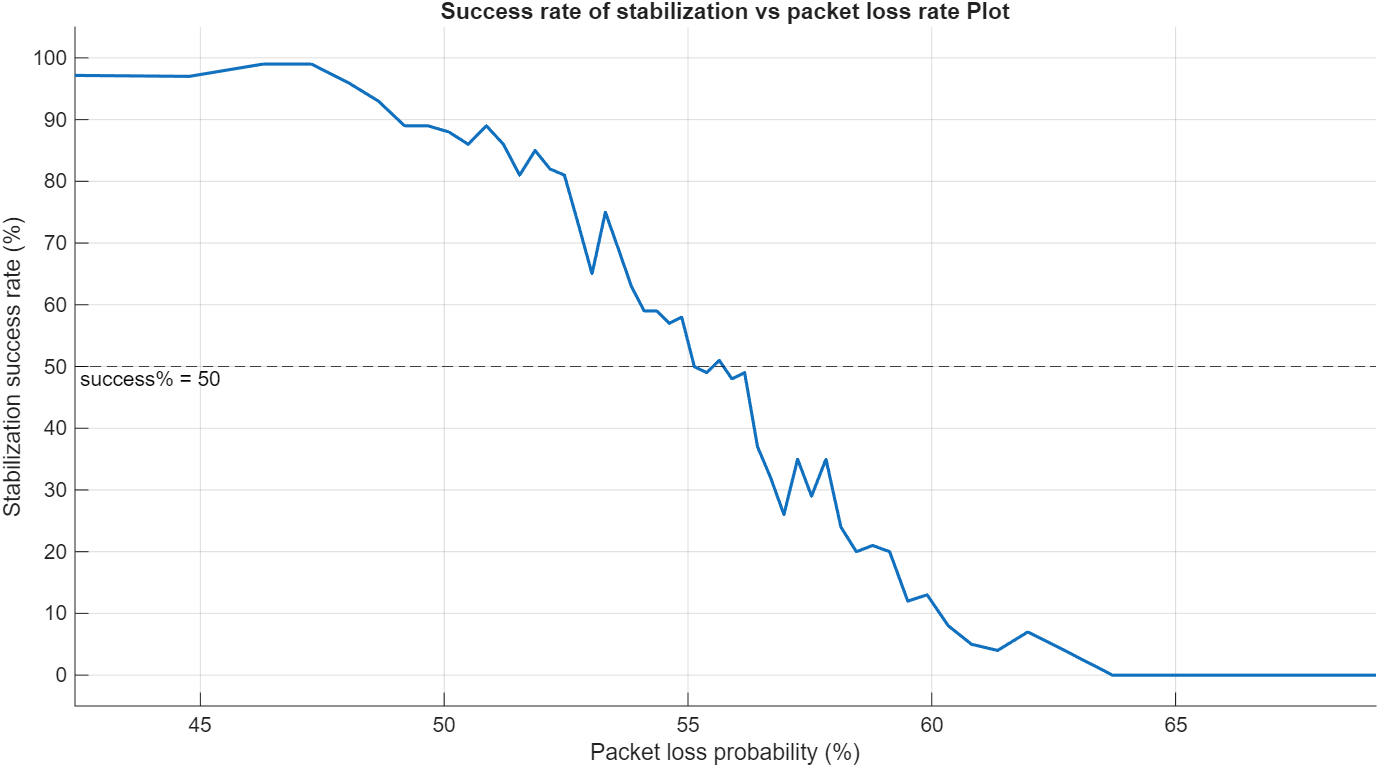 Success rate of stabilization vs packet loss rate Plot
Stabilization success rate (%)
100
90
80
70
60
50
success% = 50
40
30
20
10
0
45 50 55 60 65
Packet loss probability (%)